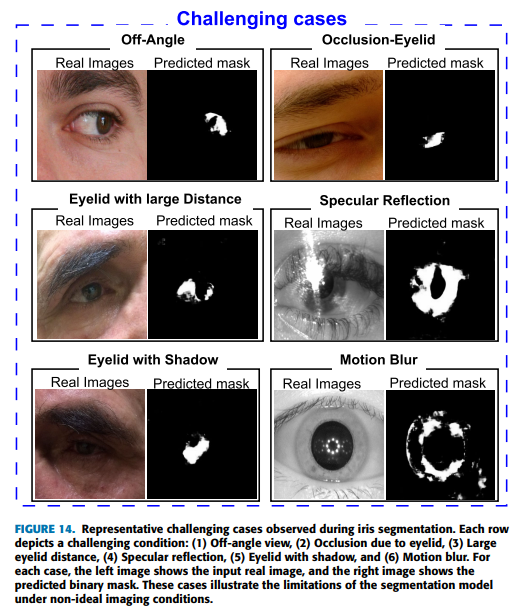 Challenging cases
Off-Angle
Real Images Predicted mask
Occlusion-Eyelid
Real Images Predicted mask
Eyelid with large Distance
Real Images Predicted mask
Specular Reflection
Real Images Predicted mask
Eyelid with Shadow
Real Images Predicted mask
Motion Blur
Real Images Predicted mask
FIGURE 14. Representative challenging cases observed during iris segmentation. Each row
depicts a challenging condition: (1) Off-angle view, (2) Occlusion due to eyelid, (3) Large
eyelid distance, (4) Specular reflection, (5) Eyelid with shadow, and (6) Motion blur. For
each case, the left image shows the input real image, and the right image shows the
predicted binary mask. These cases illustrate the limitations of the segmentation model
under non-ideal imaging conditions.